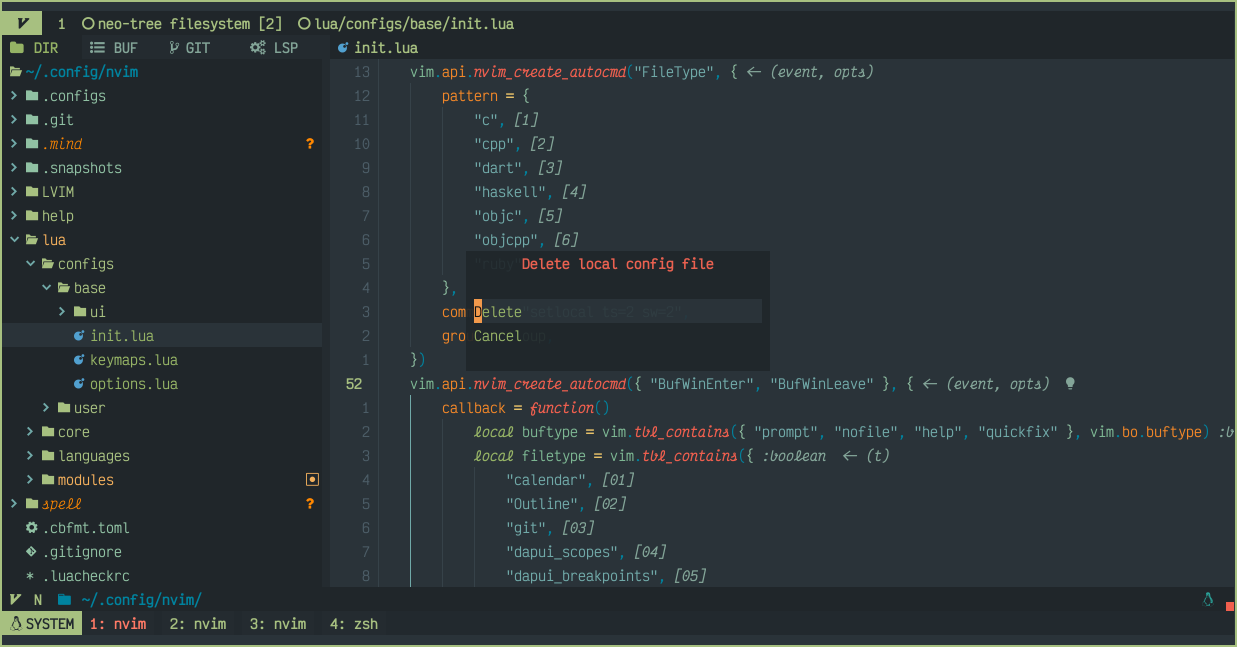 1 neo-tree filesystem [2] lua/configs/base/init.lua
DIR BUF GIT LSP
~/.config/nvim
.configs
.git
.mind ?
.snapshots
LVIM
help
lua
configs
base
ui
init.lua
keymaps.lua
options.lua
user
core
languages
modules
spell ?
.cbfmt.toml
.gitignore
* .luacheckrc
init.lua
13 vim.api.nvim_create_autocmd("FileType", { ← (event, opts)
12 pattern = {
11 "c", [1]
10 "cpp", [2]
9 "dart", [3]
8 "haskell", [4]
7 "objc", [5]
6 "objcpp", [6]
5 "ruby" Delete local config file
4 },
3 com Delete "setlocal ts=2 sw=2"
2 gro Cancel oup
1 })
52 vim.api.nvim_create_autocmd({ "BufWinEnter", "BufWinLeave" }, { ← (event, opts)
1 callback = function()
2 local buftype = vim.tbl_contains({ "prompt", "nofile", "help", "quickfix" }, vim.bo.buftype) :b
3 local filetype = vim.tbl_contains({ :boolean ← (t)
4 "calendar", [01]
5 "Outline", [02]
6 "git", [03]
7 "dapui_scopes", [04]
8 "dapui_breakpoints", [05]
N ~/.config/nvim/
SYSTEM 1: nvim 2: nvim 3: nvim 4: zsh